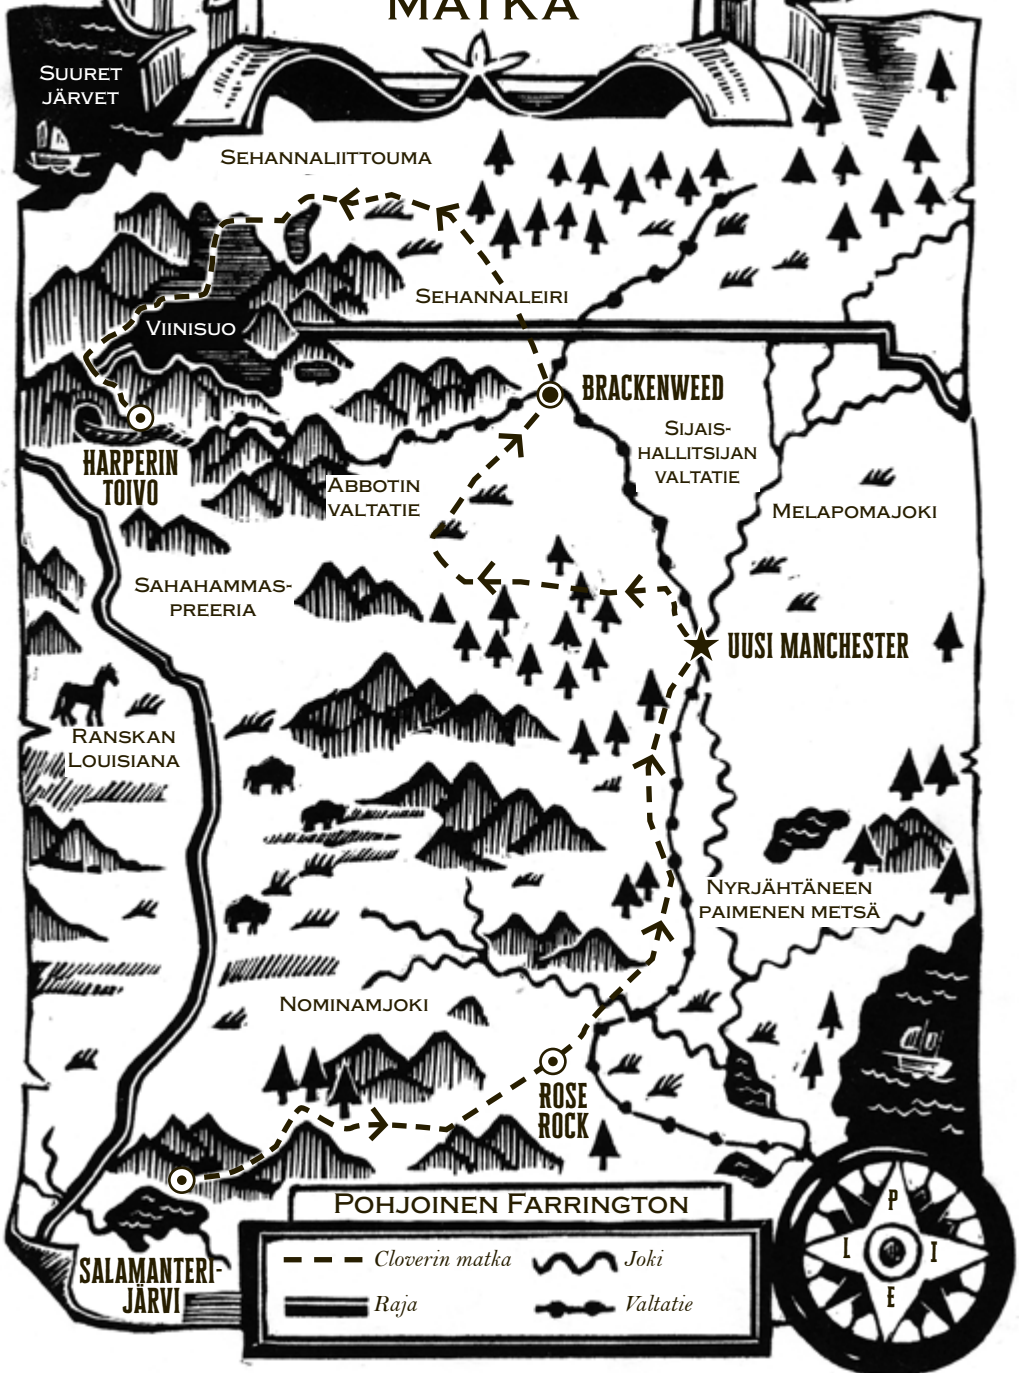 MATKA
SUURET
JÄRVET
SEHANNALIITTOUMA
SEHANNALEIRI
VIINISUO
BRACKENWEED
SIJAIS-
HALLITSIJAN
VALTATIE
HARPERIN
TOIVO
ABBOTIN
VALTATIE
MELAPOMAJOKI
SAHAHAMMAS-
PREERIA
UUSI MANCHESTER
RANSKAN
LOUISIANA
NYRJÄHTÄNEEN
PAIMENEN METSÄ
NOMINAMJOKI
ROSE
ROCK
POHJOINEN FARRINGTON
SALAMANTERI-
JÄRVI
Cloverin matka
Joki
Raja
Valtatie
P
L
I
E